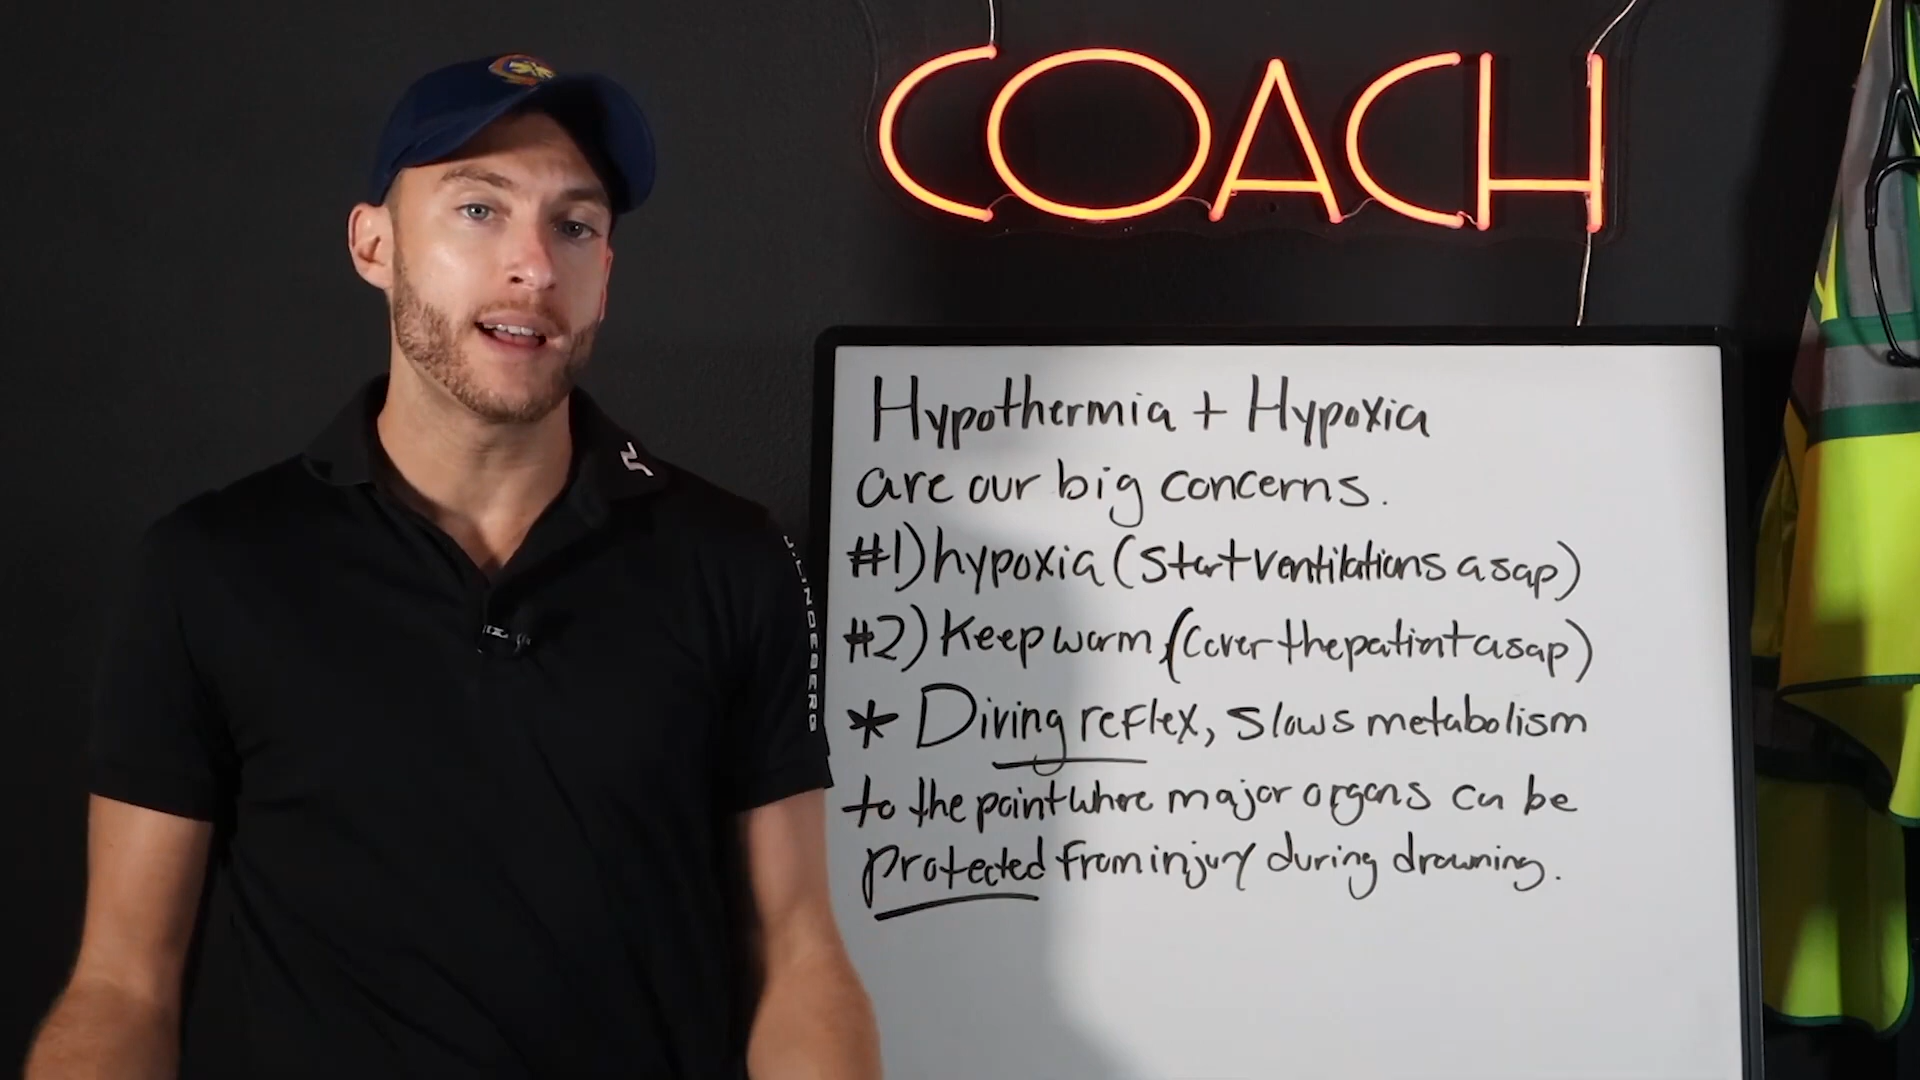 COACH
Hypothermia + Hypoxia
are our big concerns.
#1) hypoxia (start ventilations asap)
#2) Keep warm (cover the patient asap)
* Diving reflex, slows metabolism
to the point where major organs can be
protected from injury during drowning.
J.LINDEBERG